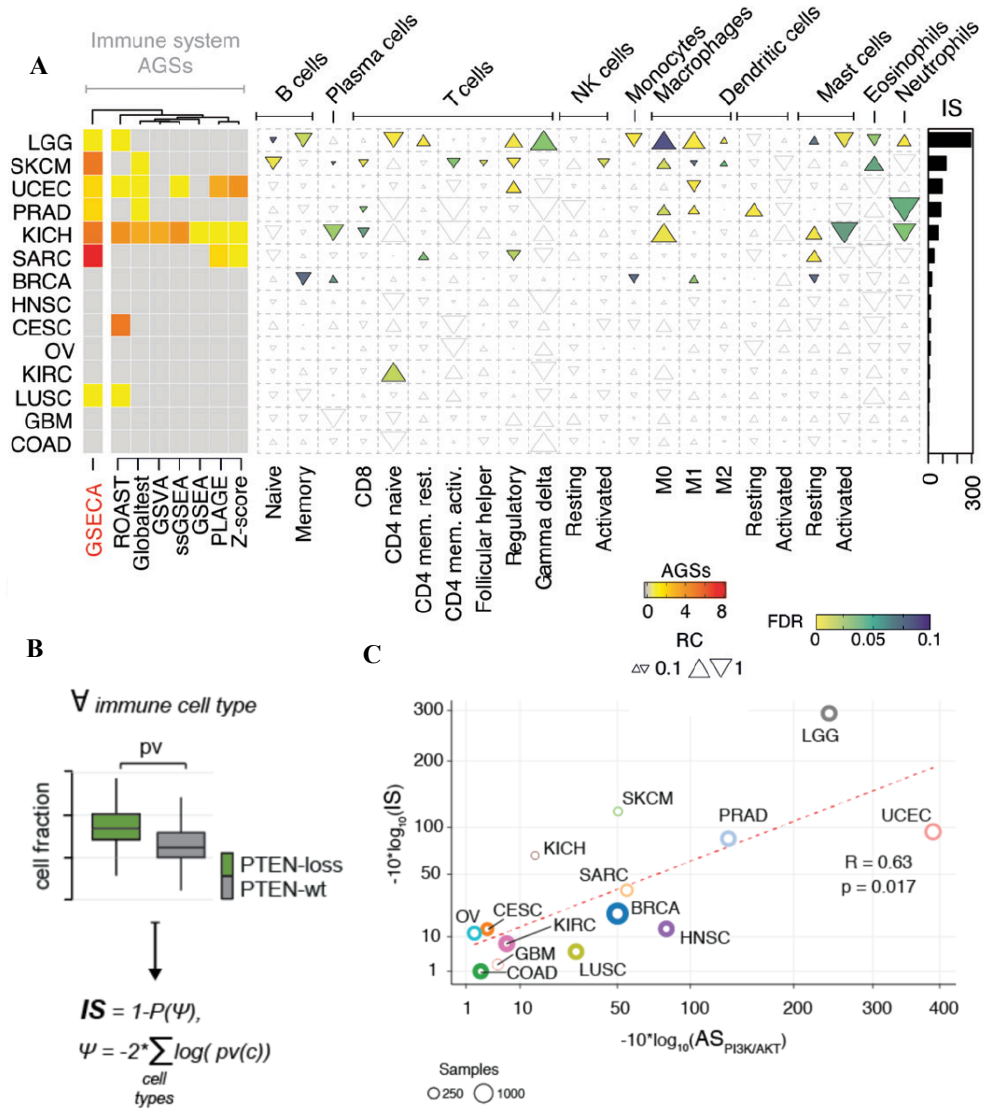 A
Immune system
AGSs
B cells
Plasma cells
T cells
NK cells
Monocytes
Macrophages
Dendritic cells
Mast cells
Eosinophils
Neutrophils
IS
LGG
SKCM
UCEC
PRAD
KICH
SARC
BRCA
HNSC
CESC
OV
KIRC
LUSC
GBM
COAD
GSECA
ROAST
Globaltest
GSVA
ssGSEA
GSEA
PLAGE
Z-score
Naive
Memory
CD8
CD4 naive
CD4 mem. rest.
CD4 mem. activ.
Follicular helper
Regulatory
Gamma delta
Resting
Activated
M0
M1
M2
Resting
Activated
Resting
Activated
0
300
AGSs
0 4 8
RC
0.1 1
FDR
0 0.05 0.1
B
∀ immune cell type
pv
cell fraction
PTEN-loss
PTEN-wt
IS = 1-P(Ψ),
Ψ = -2* ∑ log( pv(c))
cell
types
C
-10*log10(IS)
300
200
100
50
10
1
LGG
SKCM
PRAD
UCEC
KICH
SARC
R = 0.63
p = 0.017
OV
CESC
BRCA
KIRC
HNSC
GBM
COAD
LUSC
1 10 50 100 200 300 400
-10*log10(ASPI3K/AKT)
Samples
250 1000